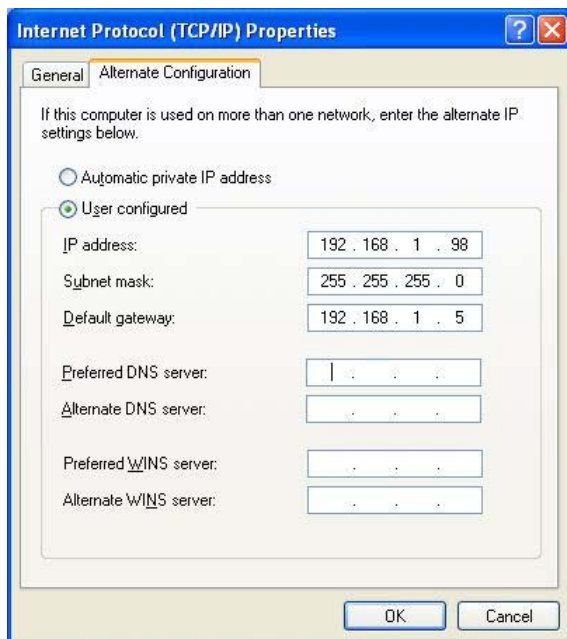 Internet Protocol (TCP/IP) Properties
General Alternate Configuration
If this computer is used on more than one network, enter the alternate IP
settings below.
Automatic private IP address
User configured
IP address: 192 . 168 . 1 . 98
Subnet mask: 255 . 255 . 255 . 0
Default gateway: 192 . 168 . 1 . 5
Preferred DNS server: . . .
Alternate DNS server: . . .
Preferred WINS server: . . .
Alternate WINS server: . . .
OK Cancel